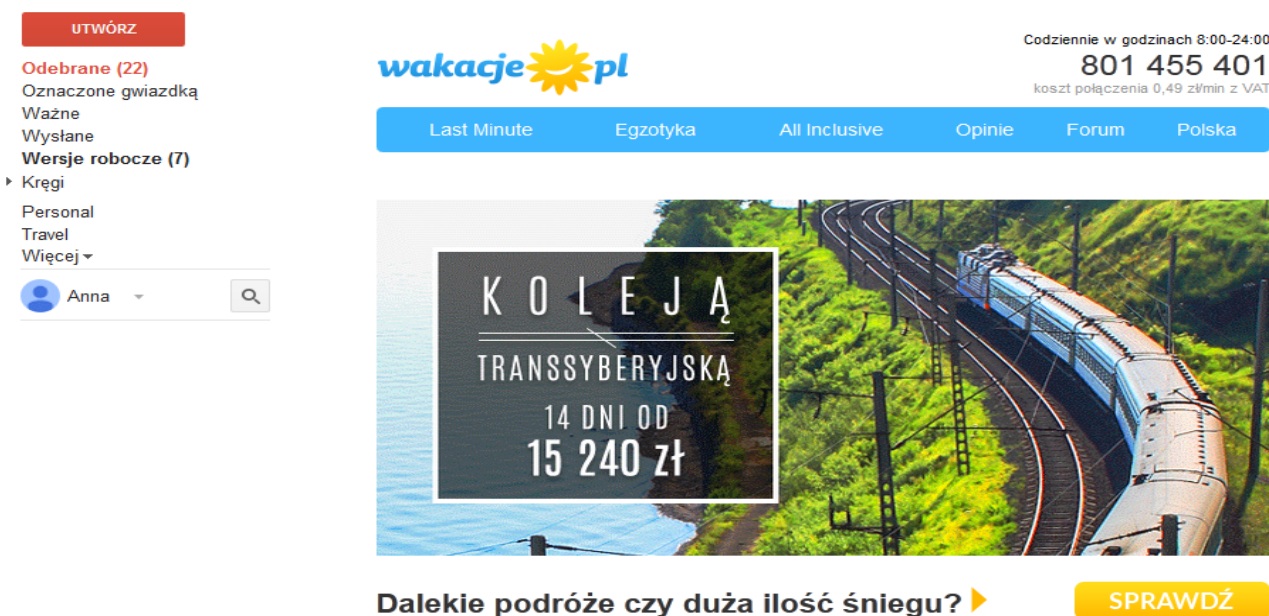 UTWÓRZ
Odebrane (22)
Oznaczone gwiazdką
Ważne
Wysłane
Wersje robocze (7)
Kręgi
Personal
Travel
Więcej
Anna
wakacje pl
Codziennie w godzinach 8:00-24:00
801 455 401
koszt połączenia 0,49 zł/min z VAT
Last Minute Egzotyka All Inclusive Opinie Forum Polska
KOLEJĄ
TRANSSYBERYJSKĄ
14 DNI OD
15 240 zł
Dalekie podróże czy duża ilość śniegu?
SPRAWDŹ